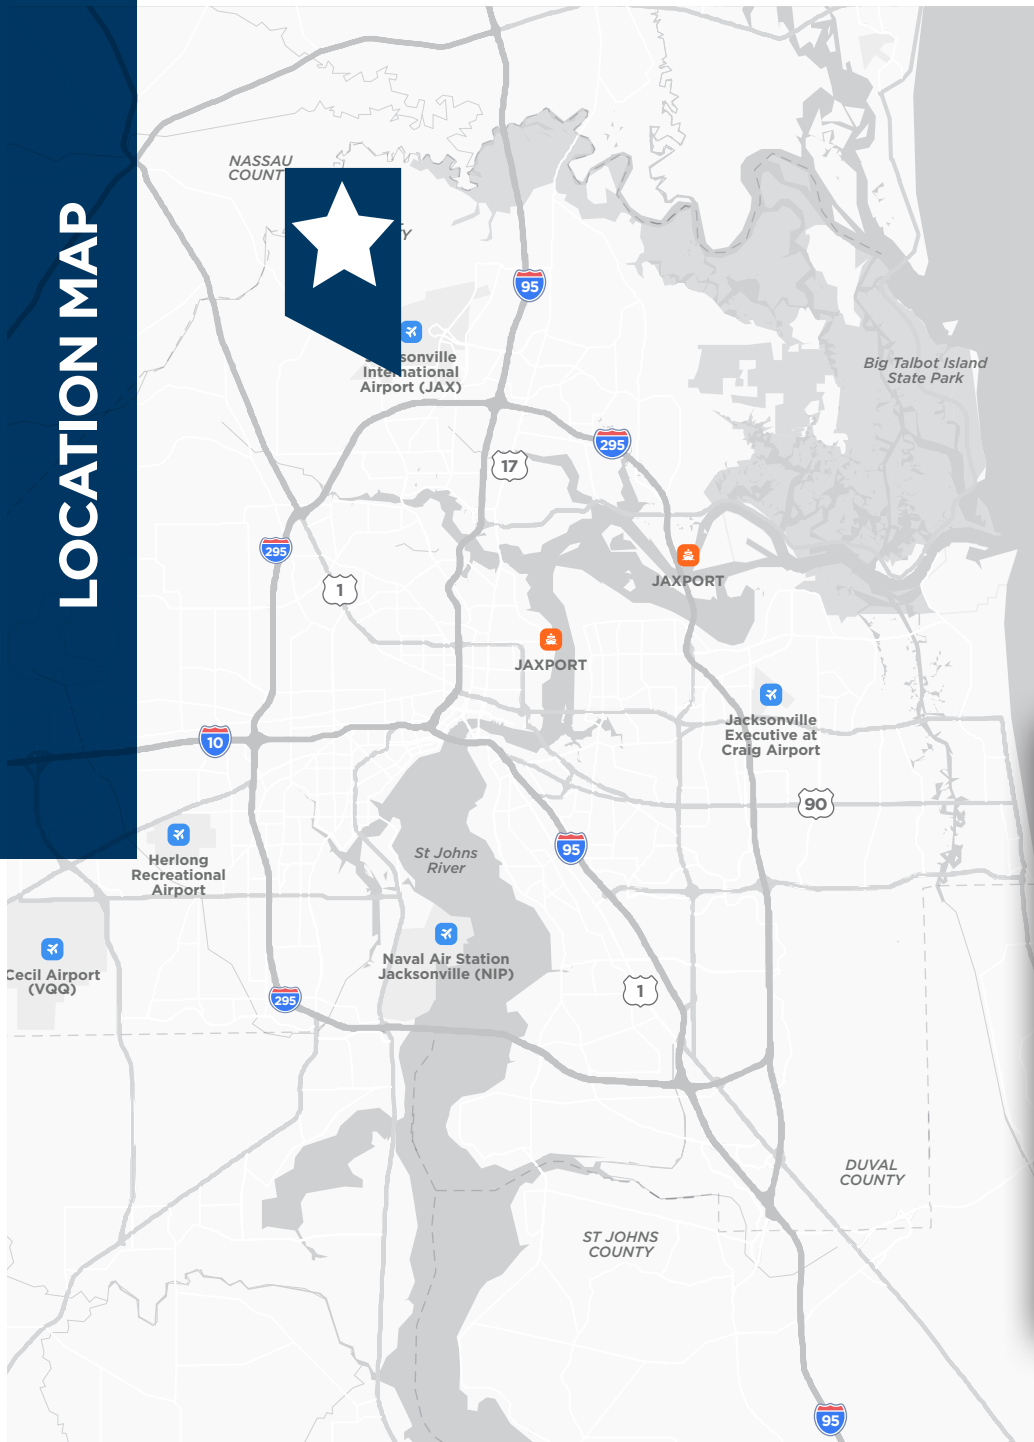 LOCATION MAP
NASSAU
COUNT
Y
95
sonville
International
Airport (JAX)
Big Talbot Island
State Park
295
17
295
1
JAXPORT
JAXPORT
Jacksonville
Executive at
Craig Airport
10
90
95
St Johns
River
Herlong
Recreational
Airport
Naval Air Station
Jacksonville (NIP)
Cecil Airport
(VQQ)
295
1
DUVAL
COUNTY
ST JOHNS
COUNTY
95